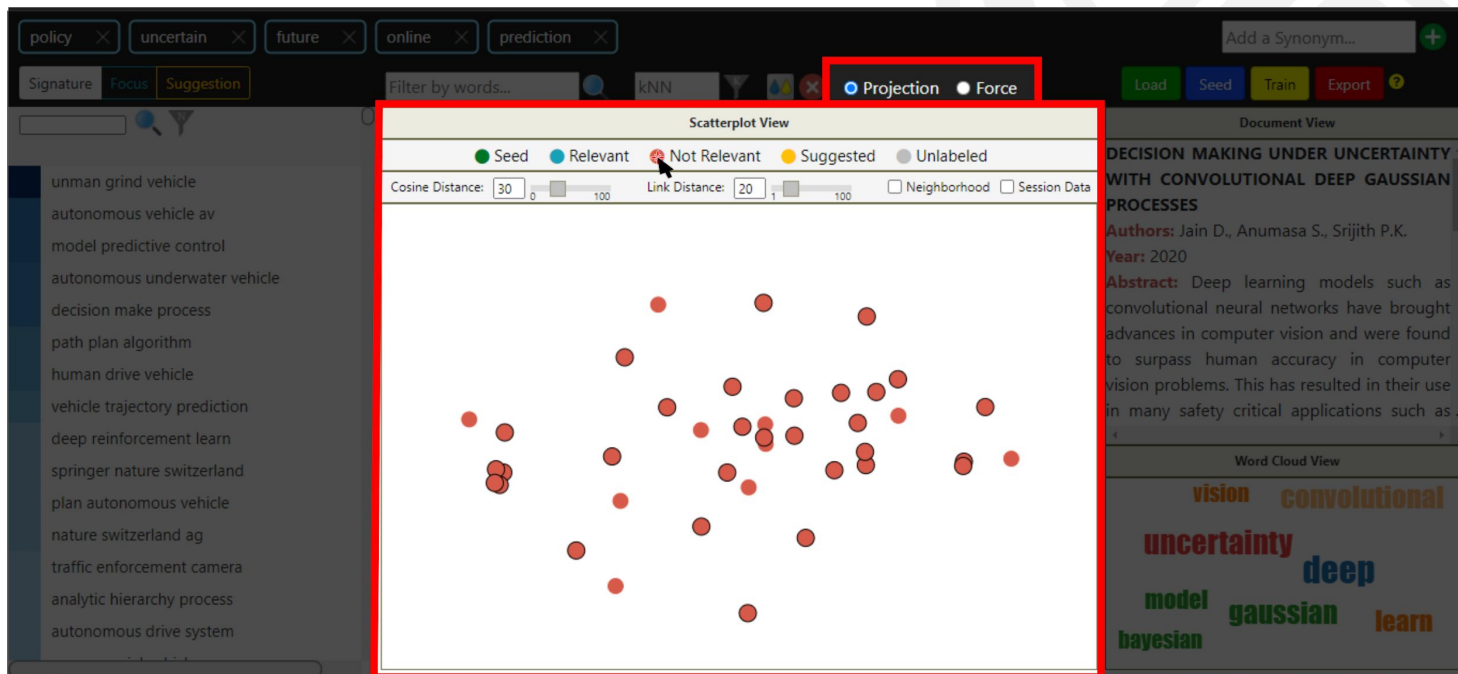 policy × uncertain × future × online × prediction ×
Add a Synonym...
Signature Focus Suggestion
Filter by words...
kNN
Projection Force
Load Seed Train Export ?
Scatterplot View
Seed Relevant Not Relevant Suggested Unlabeled
Cosine Distance: 30 0 100 Link Distance: 20 1 100 Neighborhood Session Data
unman grind vehicle
autonomous vehicle av
model predictive control
autonomous underwater vehicle
decision make process
path plan algorithm
human drive vehicle
vehicle trajectory prediction
deep reinforcement learn
springer nature switzerland
plan autonomous vehicle
nature switzerland ag
traffic enforcement camera
analytic hierarchy process
autonomous drive system
Document View
DECISION MAKING UNDER UNCERTAINTY
WITH CONVOLUTIONAL DEEP GAUSSIAN
PROCESSES
Authors: Jain D., Anumasa S., Srijith P.K.
Year: 2020
Abstract: Deep learning models such as
convolutional neural networks have brought
advances in computer vision and were found
to surpass human accuracy in computer
vision problems. This has resulted in their use
in many safety critical applications such as
Word Cloud View
vision convolutional
uncertainty
deep
model
gaussian
learn
bayesian